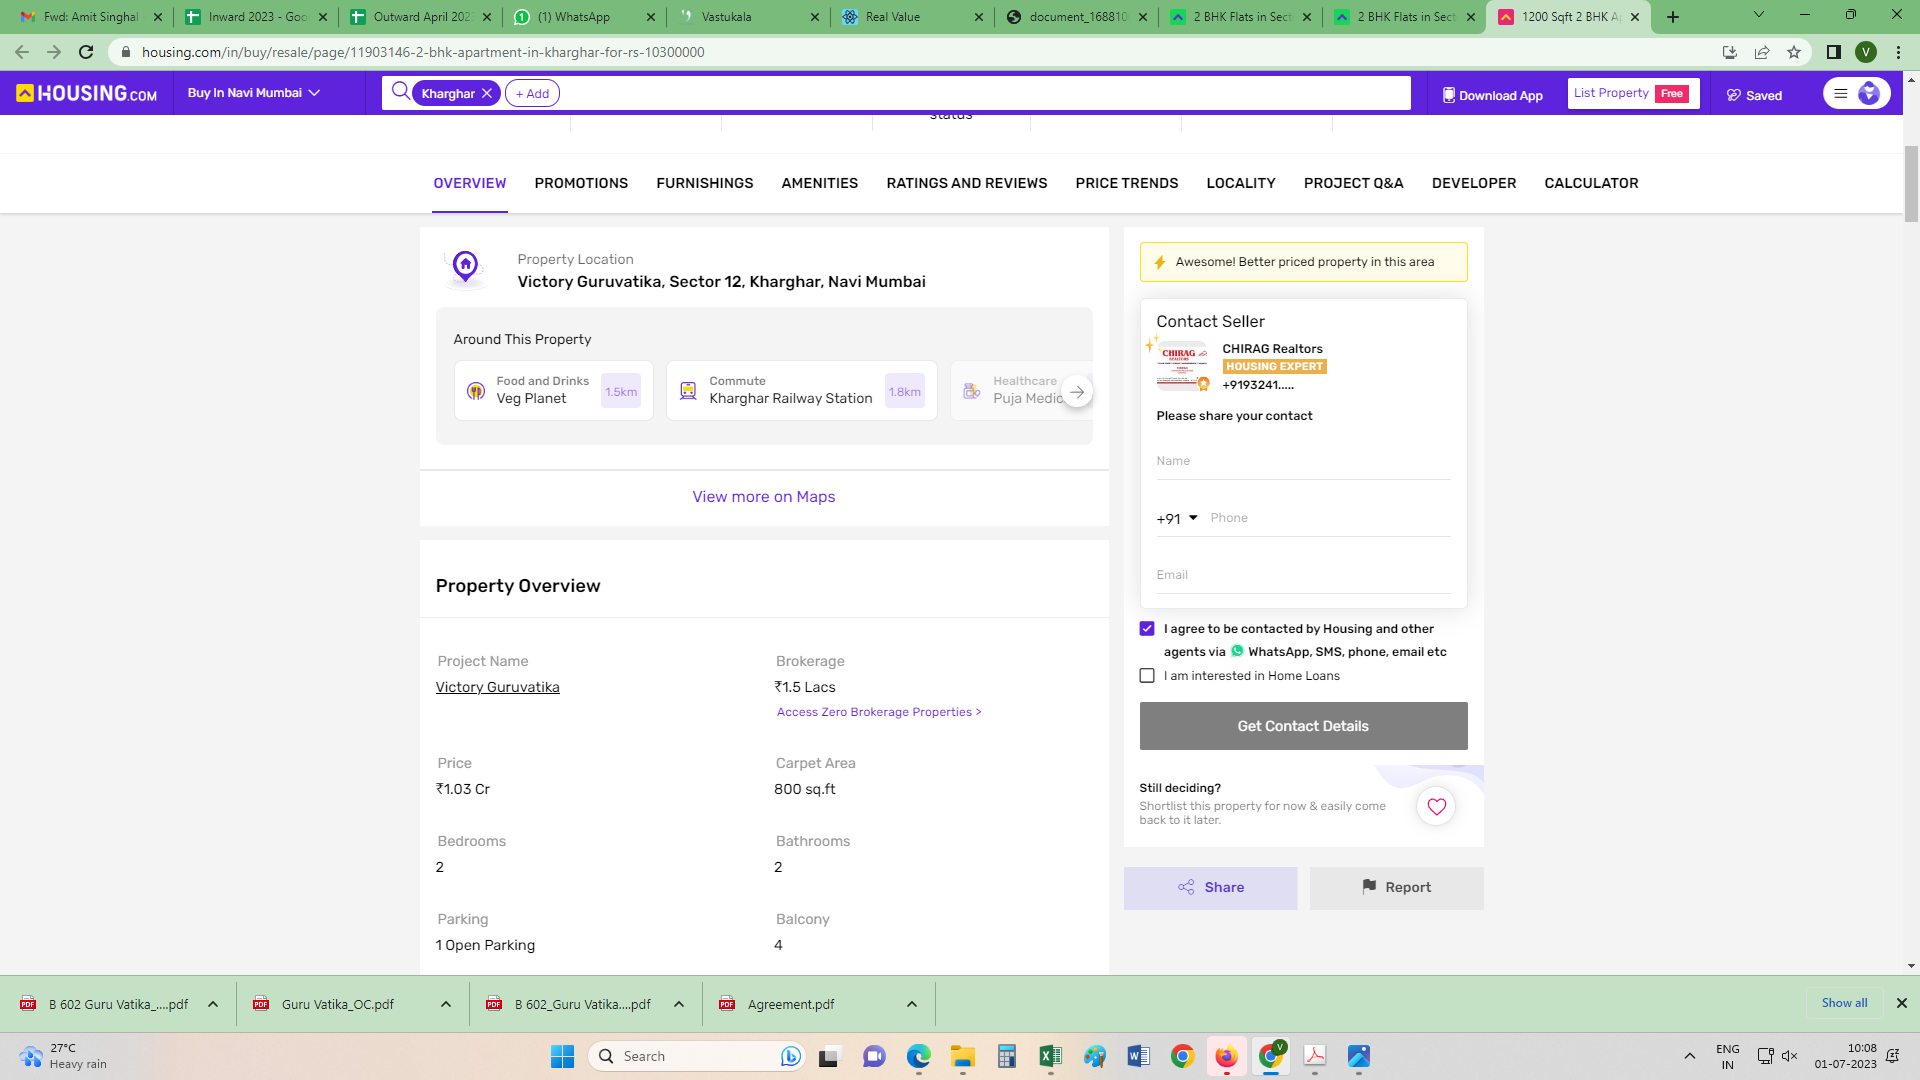 Fwd: Amit Singhal
Inward 2023 - Goo
Outward April 202
(1) WhatsApp
Vastukala
Real Value
document_168810
2 BHK Flats in Sect
2 BHK Flats in Sect
1200 Sqft 2 BHK A
housing.com/in/buy/resale/page/11903146-2-bhk-apartment-in-kharghar-for-rs-10300000
V
HOUSING.COM
Buy In Navi Mumbai
Kharghar
+ Add
Download App
List Property Free
Saved
status
OVERVIEW
PROMOTIONS
FURNISHINGS
AMENITIES
RATINGS AND REVIEWS
PRICE TRENDS
LOCALITY
PROJECT Q&A
DEVELOPER
CALCULATOR
Property Location
Victory Guruvatika, Sector 12, Kharghar, Navi Mumbai
Around This Property
Food and Drinks
Veg Planet
1.5km
Commute
Kharghar Railway Station
1.8km
Healthcare
Puja Medic
View more on Maps
Property Overview
Project Name
Victory Guruvatika
Brokerage
₹1.5 Lacs
Access Zero Brokerage Properties >
Price
₹1.03 Cr
Carpet Area
800 sq.ft
Bedrooms
2
Bathrooms
2
Parking
1 Open Parking
Balcony
4
Awesome! Better priced property in this area
Contact Seller
CHIRAG
REALTORS
CHIRAG Realtors
HOUSING EXPERT
+9193241.....
Please share your contact
Name
+91
Phone
Email
I agree to be contacted by Housing and other
agents via WhatsApp, SMS, phone, email etc
I am interested in Home Loans
Get Contact Details
Still deciding?
Shortlist this property for now & easily come
back to it later.
Share
Report
B 602 Guru Vatika_....pdf
Guru Vatika_OC.pdf
B 602_Guru Vatika....pdf
Agreement.pdf
Show all
27°C
Heavy rain
Search
V
ENG
IN
10:08
01-07-2023